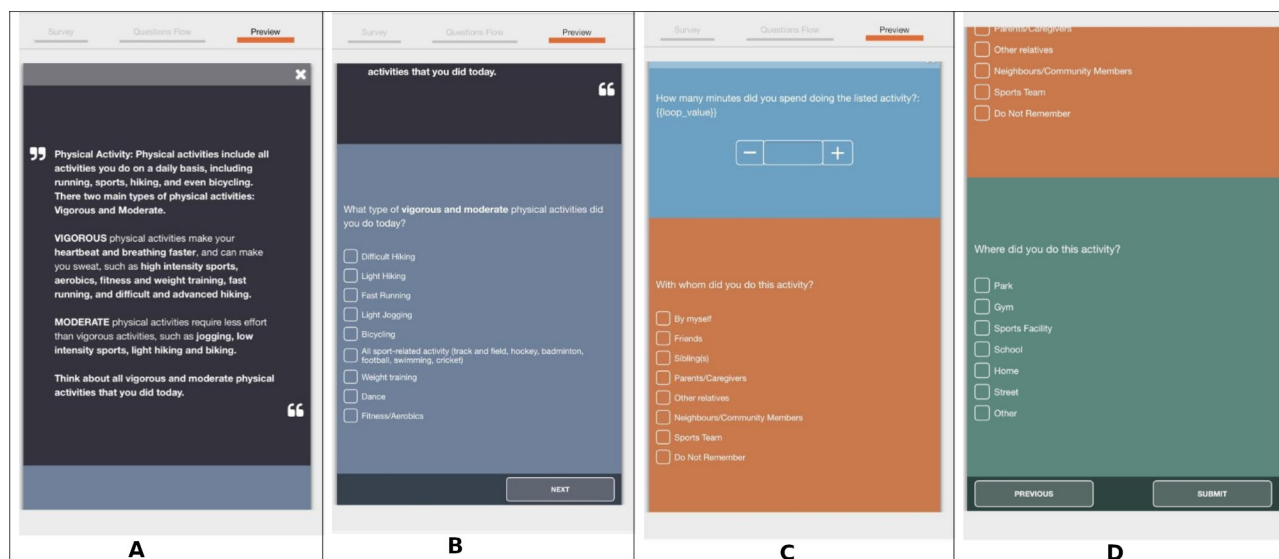 Survey
Questions Flow
Preview
Physical Activity: Physical activities include all
activities you do on a daily basis, including
running, sports, hiking, and even bicycling.
There two main types of physical activities:
Vigorous and Moderate.
VIGOROUS physical activities make your
heartbeat and breathing faster, and can make
you sweat, such as high intensity sports,
aerobics, fitness and weight training, fast
running, and difficult and advanced hiking.
MODERATE physical activities require less effort
than vigorous activities, such as jogging, low
intensity sports, light hiking and biking.
Think about all vigorous and moderate physical
activities that you did today.
A
Survey
Questions Flow
Preview
activities that you did today.
What type of vigorous and moderate physical activities did
you do today?
Difficult Hiking
Light Hiking
Fast Running
Light Jogging
Bicycling
All sport-related activity (track and field, hockey, badminton,
football, swimming, cricket)
Weight training
Dance
Fitness/Aerobics
NEXT
B
Survey
Questions Flow
Preview
How many minutes did you spend doing the listed activity?:
{{loop_value}}
With whom did you do this activity?
By myself
Friends
Sibling(s)
Parents/Caregivers
Other relatives
Neighbours/Community Members
Sports Team
Do Not Remember
C
Parents/Caregivers
Other relatives
Neighbours/Community Members
Sports Team
Do Not Remember
Where did you do this activity?
Park
Gym
Sports Facility
School
Home
Street
Other
PREVIOUS
SUBMIT
D